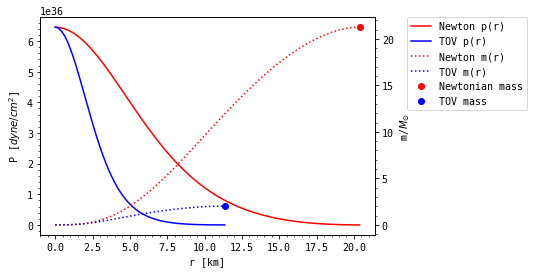 1e36
6
5
4
3
2
1
0
P [dyne/cm²]
0.0 2.5 5.0 7.5 10.0 12.5 15.0 17.5 20.0
r [km]
20
15
10
5
0
m/M⊙
Newton p(r)
TOV p(r)
Newton m(r)
TOV m(r)
Newtonian mass
TOV mass